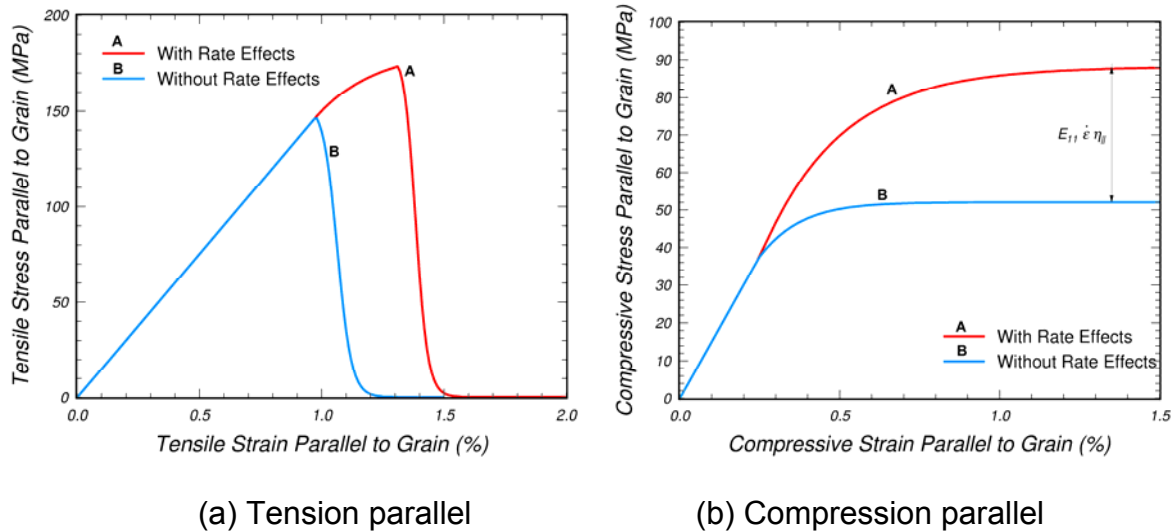 200
150
100
50
0
0.0 0.5 1.0 1.5 2.0
Tensile Stress Parallel to Grain (MPa)
Tensile Strain Parallel to Grain (%)
A
With Rate Effects
B
Without Rate Effects
A
B
(a) Tension parallel
100
90
80
70
60
50
40
30
20
10
0
0.0 0.5 1.0 1.5
Compressive Stress Parallel to Grain (MPa)
Compressive Strain Parallel to Grain (%)
A
B
E₁₁ ε̇ η||
A
With Rate Effects
B
Without Rate Effects
(b) Compression parallel